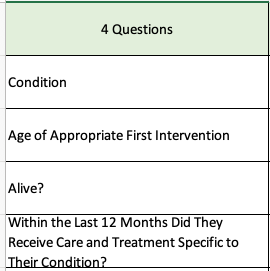 4 Questions
Condition
Age of Appropriate First Intervention
Alive?
Within the Last 12 Months Did They
Receive Care and Treatment Specific to
Their Condition?